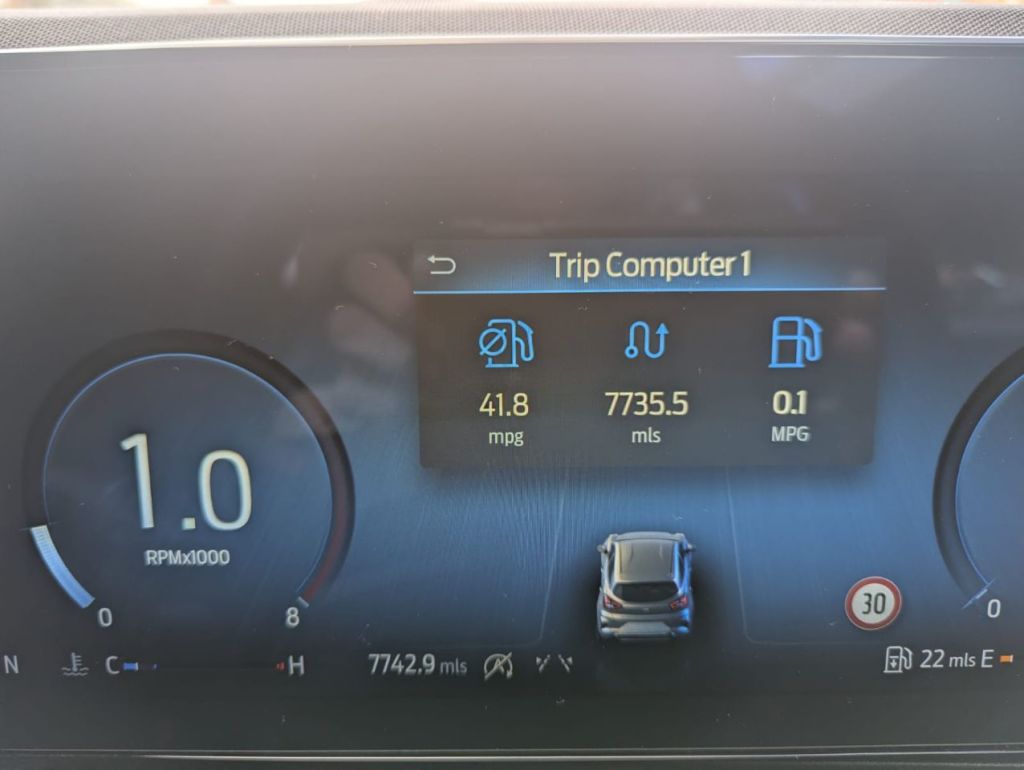 Trip Computer 1
41.8 7735.5 0.1
mpg mls MPG
1.0
RPMx1000
0 8
30
0
N C H 7742.9 mls 22 mls E